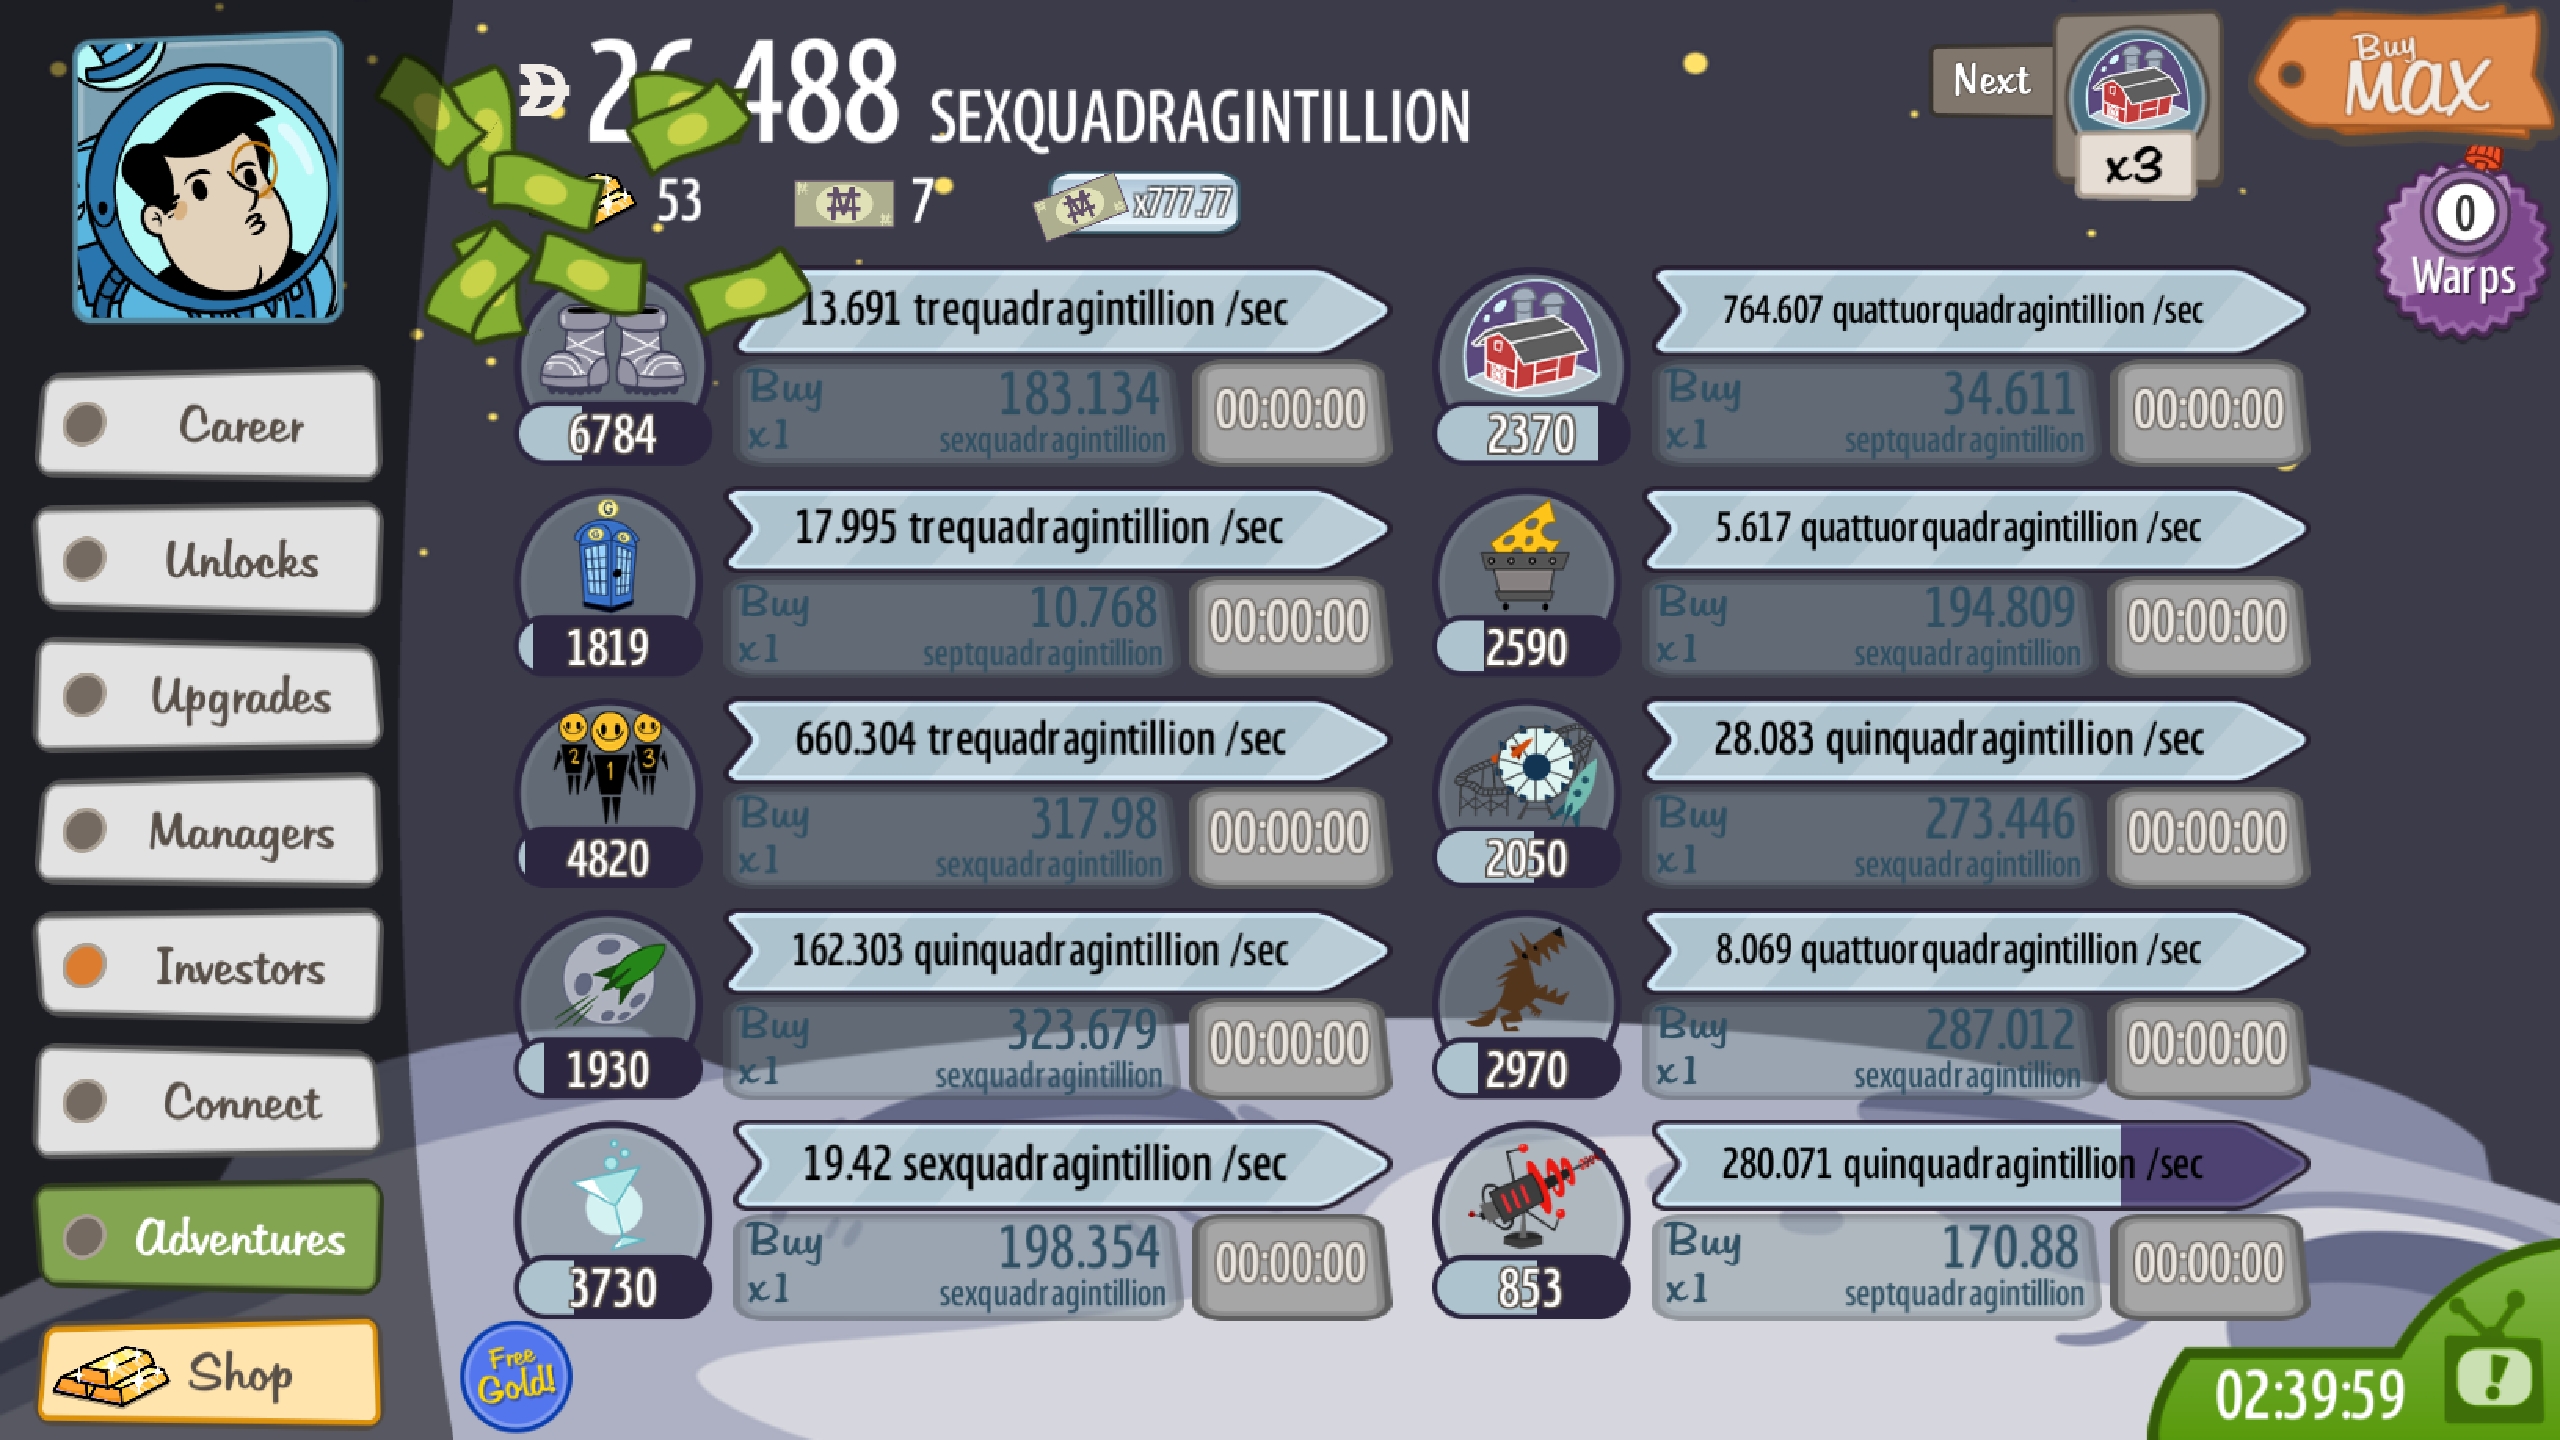 488 SEXQUADRAGINTILLION
53
7
x777.77
Next
x3
Buy
MAX
0
Warps
Career
Unlocks
Upgrades
Managers
Investors
Connect
Adventures
Shop
13.691 trequadragintillion /sec
Buy
x1
183.134
sexquadragintillion
00:00:00
6784
764.607 quattuorquadragintillion /sec
Buy
x1
34.611
septquadragintillion
00:00:00
2370
G
G
G
17.995 trequadragintillion /sec
Buy
x1
10.768
septquadragintillion
00:00:00
1819
5.617 quattuorquadragintillion /sec
Buy
x1
194.809
sexquadragintillion
00:00:00
2590
2
1
3
660.304 trequadragintillion /sec
Buy
x1
317.98
sexquadragintillion
00:00:00
4820
28.083 quinquadragintillion /sec
Buy
x1
273.446
sexquadragintillion
00:00:00
2050
162.303 quinquadragintillion /sec
Buy
x1
323.679
sexquadragintillion
00:00:00
1930
8.069 quattuorquadragintillion /sec
Buy
x1
287.012
sexquadragintillion
00:00:00
2970
19.42 sexquadragintillion /sec
Buy
x1
198.354
sexquadragintillion
00:00:00
3730
280.071 quinquadragintillion /sec
Buy
x1
170.88
septquadragintillion
00:00:00
853
Free
Gold!
02:39:59
!